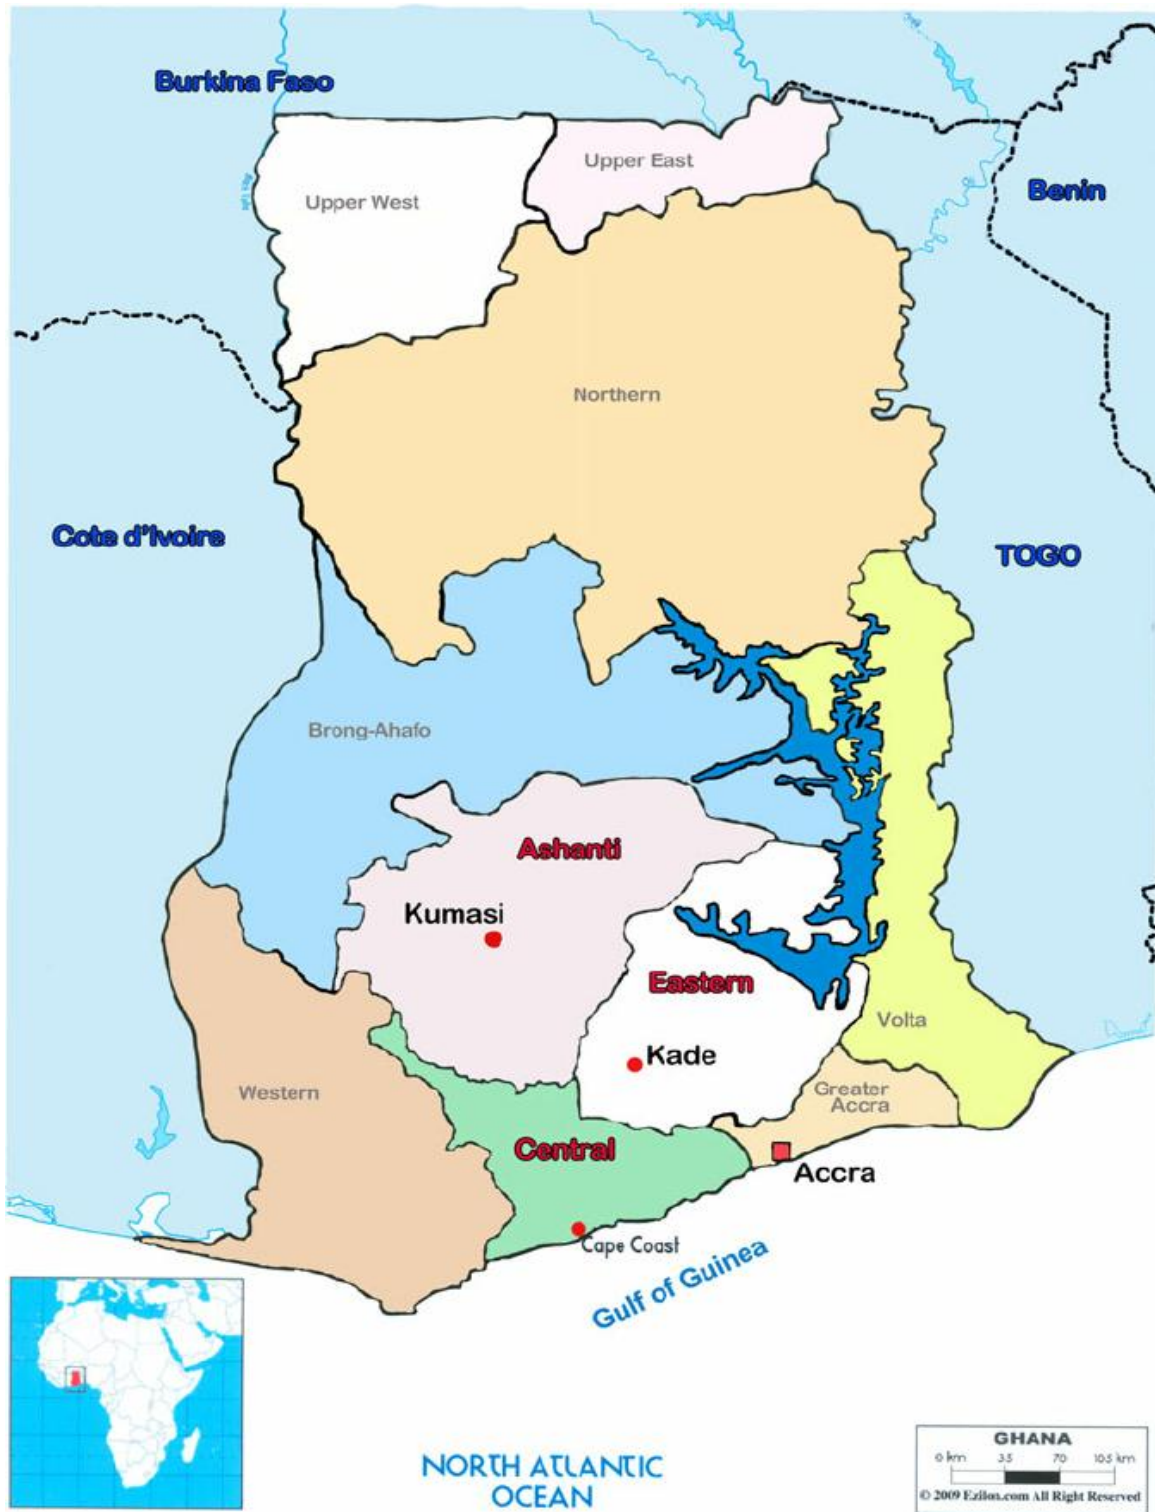 Burkina Faso
Upper East
Upper West
Benin
Northern
Cote d'Ivoire
TOGO
Brong-Ahafo
Ashanti
Kumasi
Eastern
Volta
Kade
Western
Greater
Accra
Central
Accra
Cape Coast
Gulf of Guinea
NORTH ATLANTIC
OCEAN
GHANA
0 km 35 70 105 km
© 2009 Ezilon.com All Right Reserved